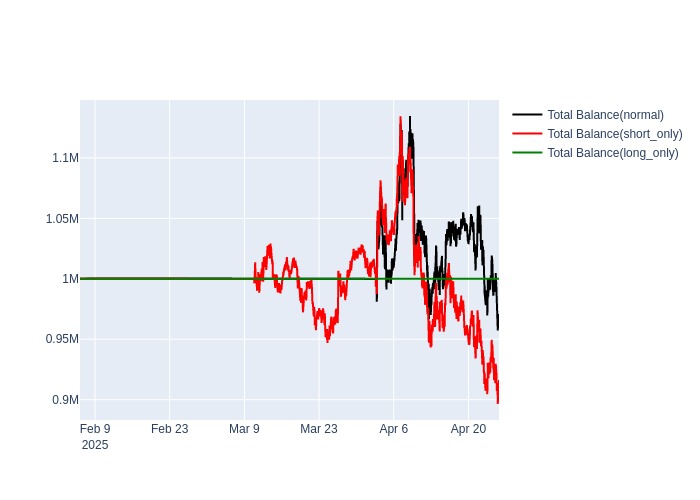 Total Balance(normal)
Total Balance(short_only)
Total Balance(long_only)
1.1M
1.05M
1M
0.95M
0.9M
Feb 9
2025
Feb 23
Mar 9
Mar 23
Apr 6
Apr 20